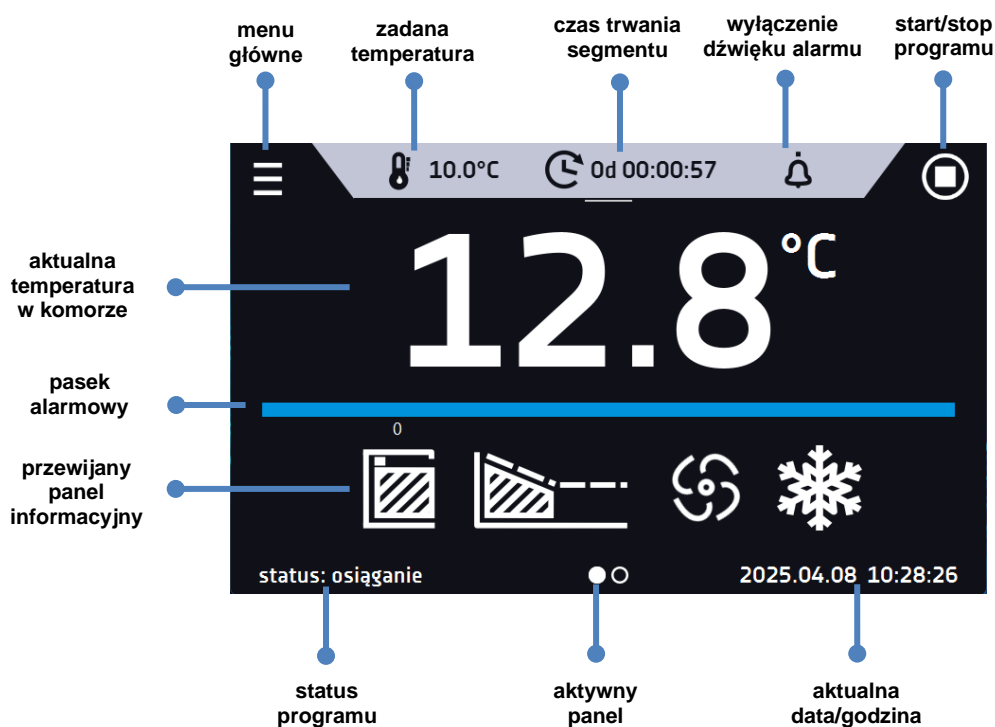 menu
główne
zadana
temperatura
czas trwania
segmentu
wyłączenie
dźwięku alarmu
start/stop
programu
10.0°C
0d 00:00:57
12.8 °C
aktualna
temperatura
w komorze
pasek
alarmowy
0
przewijany
panel
informacyjny
status: osiąganie
2025.04.08 10:28:26
status
programu
aktywny
panel
aktualna
data/godzina